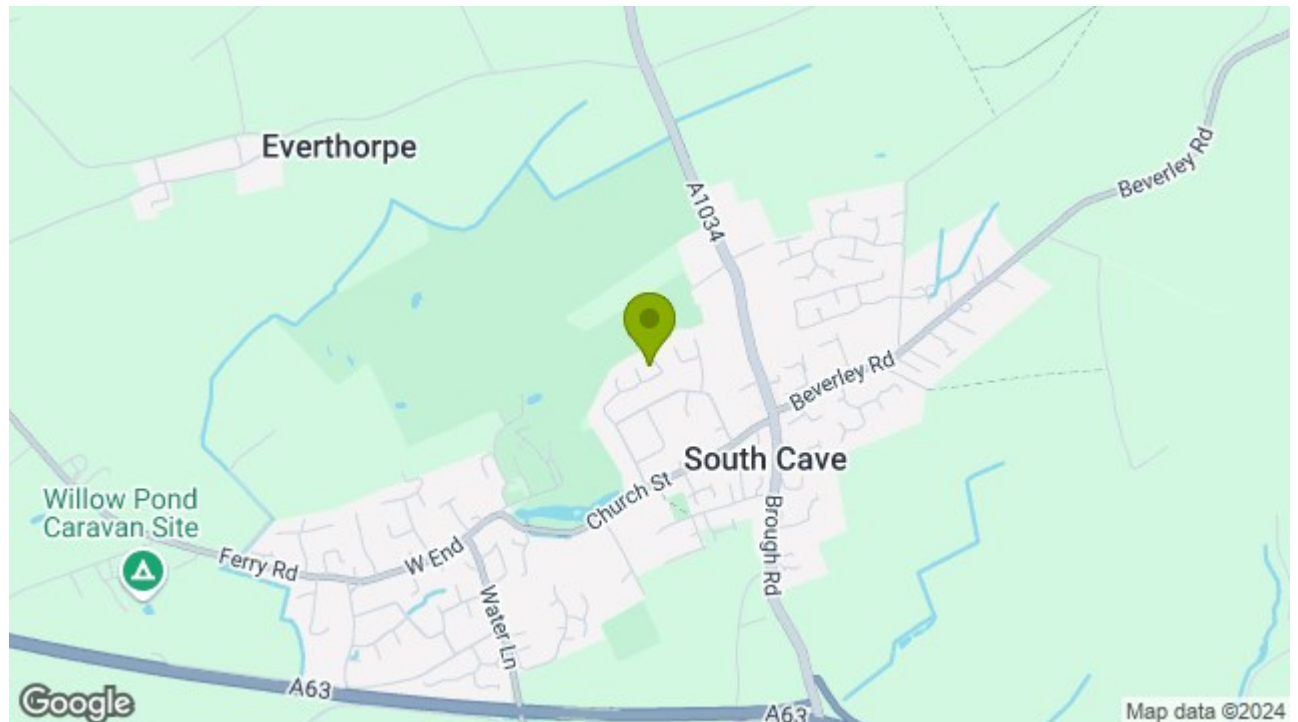 Everthorpe
A1034
Beverley Rd
Beverley Rd
South Cave
Church St
Willow Pond
Caravan Site
Brough Rd
W End
Ferry Rd
Water Ln
A63
A63
Google
Map data ©2024